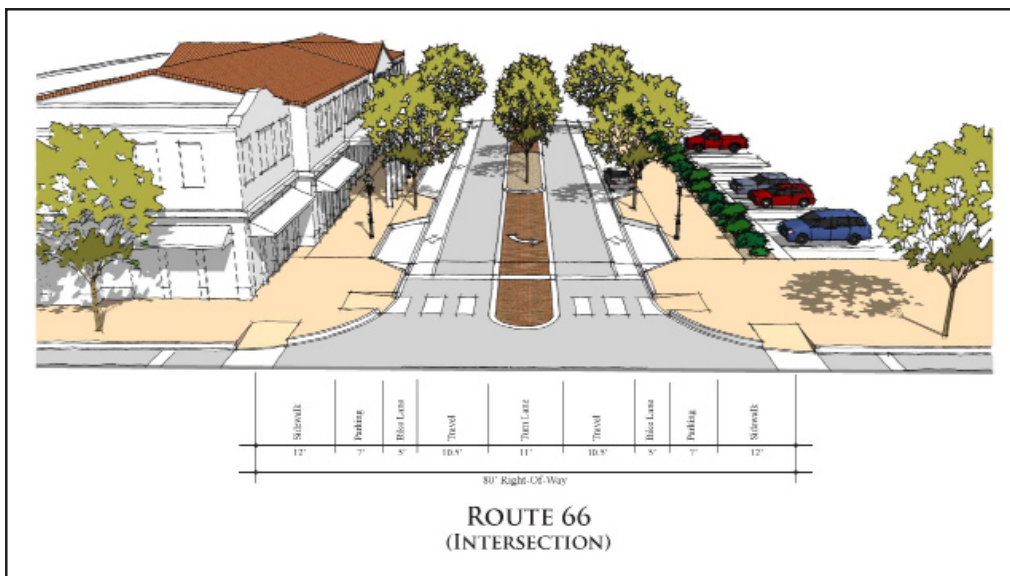 Sidewalk Parking Bike Lane Travel Turn Lane Travel Bike Lane Parking Sidewalk
12' 7' 5' 10.5' 11' 10.5' 5' 7' 12'
80' Right-Of-Way
ROUTE 66
(INTERSECTION)